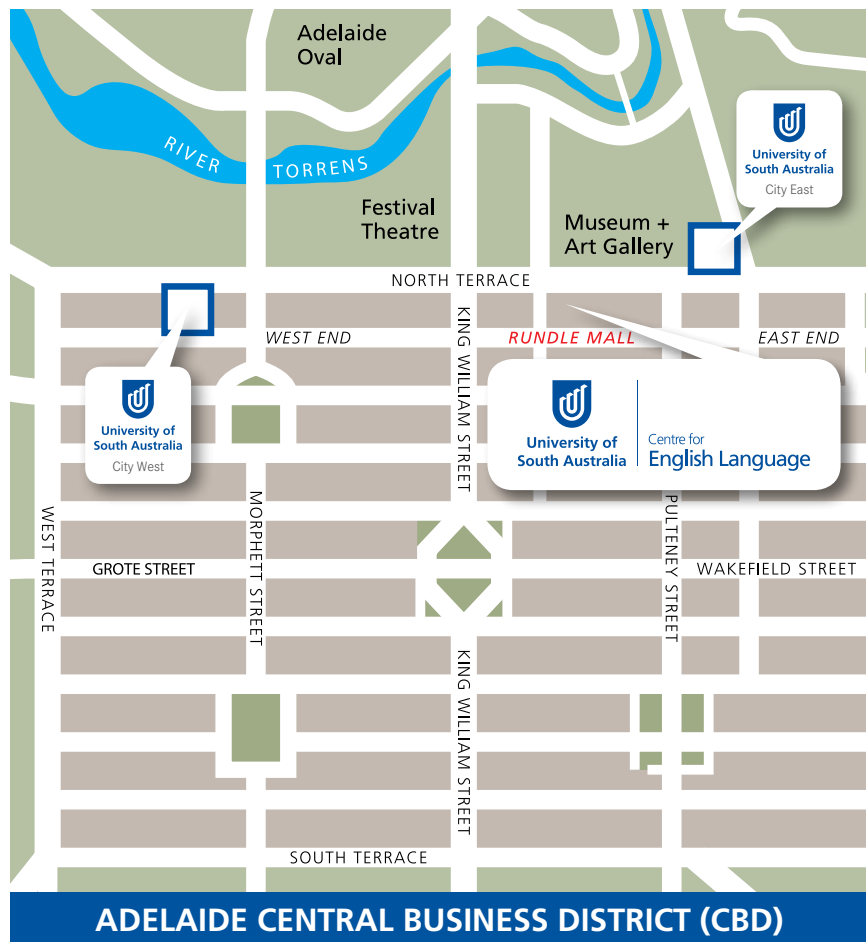 Adelaide
Oval
RIVER TORRENS
University of
South Australia
City East
Festival
Theatre
Museum +
Art Gallery
NORTH TERRACE
WEST END
KING WILLIAM STREET
RUNDLE MALL
EAST END
University of
South Australia
City West
University of
South Australia
Centre for
English Language
WEST TERRACE
MORPHETT STREET
PULTENEY STREET
GROTE STREET
WAKEFIELD STREET
KING WILLIAM STREET
SOUTH TERRACE
ADELAIDE CENTRAL BUSINESS DISTRICT (CBD)